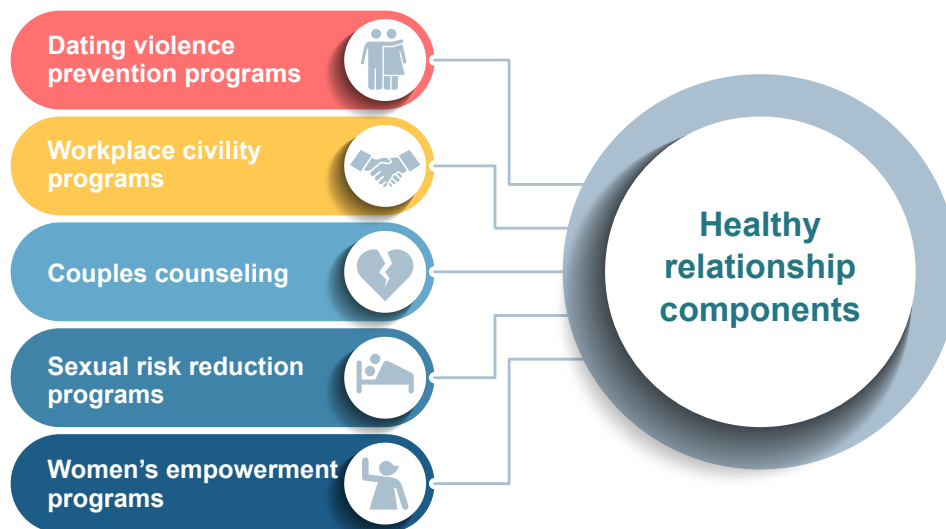 Dating violence
prevention programs
Workplace civility
programs
Couples counseling
Sexual risk reduction
programs
Women’s empowerment
programs
Healthy
relationship
components